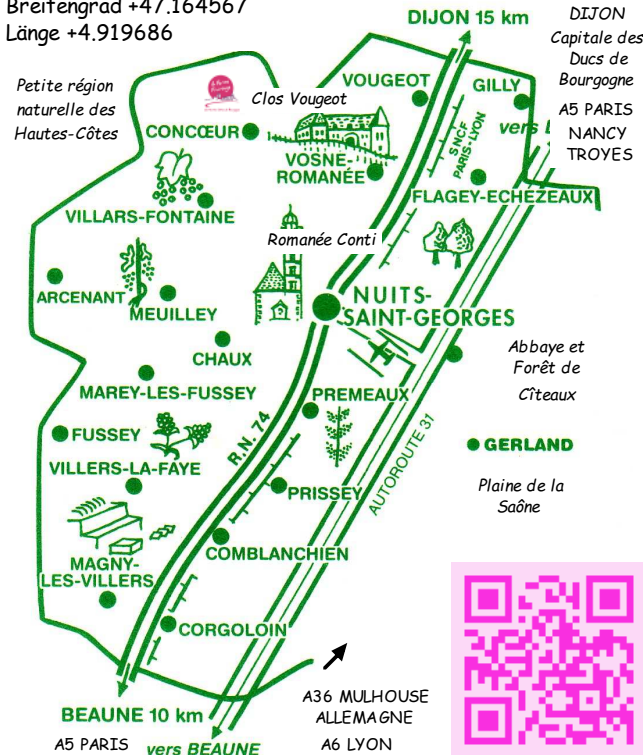 Breitengrad +47.164567
Länge +4.919686
DIJON 15 km
DIJON
Capitale des
Ducs de
Bourgogne
A5 PARIS
NANCY
TROYES
Petite région
naturelle des
Hautes-Côtes
VOUGEOT
GILLY
Clos Vougeot
vers
CONCŒUR
SNCF
PARIS-LYON
VOSNE-
ROMANÉE
FLAGEY-ECHEZEAUX
VILLARS-FONTAINE
Romanée Conti
ARCENANT
MEUILLEY
NUITS-
SAINT-GEORGES
CHAUX
Abbaye et
Forêt de
Cîteaux
MAREY-LES-FUSSEY
PREMEAUX
FUSSEY
R.N. 74
AUTOROUTE 31
GERLAND
VILLERS-LA-FAYE
PRISSEY
Plaine de la
Saône
COMBLANCHIEN
MAGNY-
LES-VILLERS
CORGOLOIN
A36 MULHOUSE
ALLEMAGNE
BEAUNE 10 km
A5 PARIS
vers BEAUNE
A6 LYON